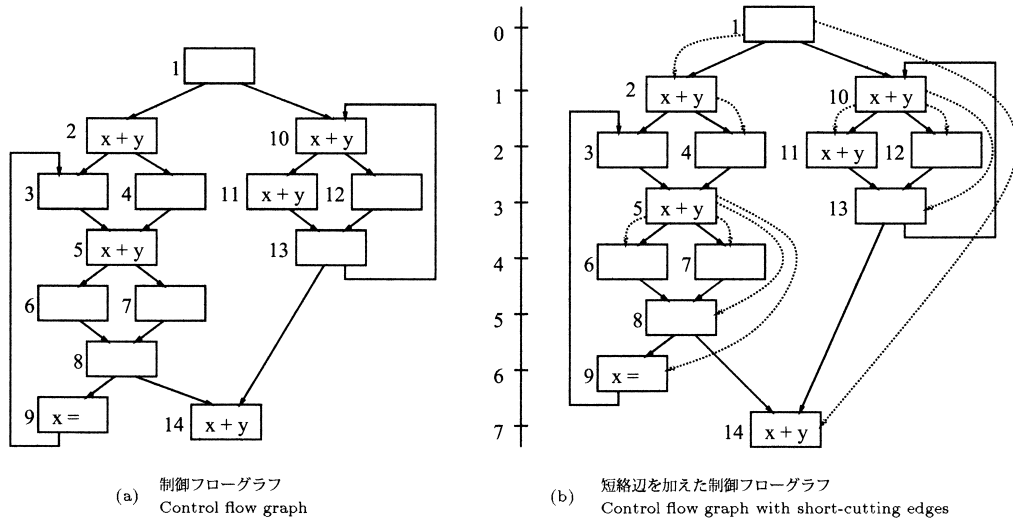 1
2
x + y
10
x + y
3
4
11
x + y
12
5
x + y
13
6
7
8
9
x =
14
x + y
(a) 制御フローグラフ
Control flow graph
0
1
2
3
4
5
6
7
1
2
x + y
10
x + y
3
4
11
x + y
12
5
x + y
13
6
7
8
9
x =
14
x + y
(b) 短絡辺を加えた制御フローグラフ
Control flow graph with short-cutting edges